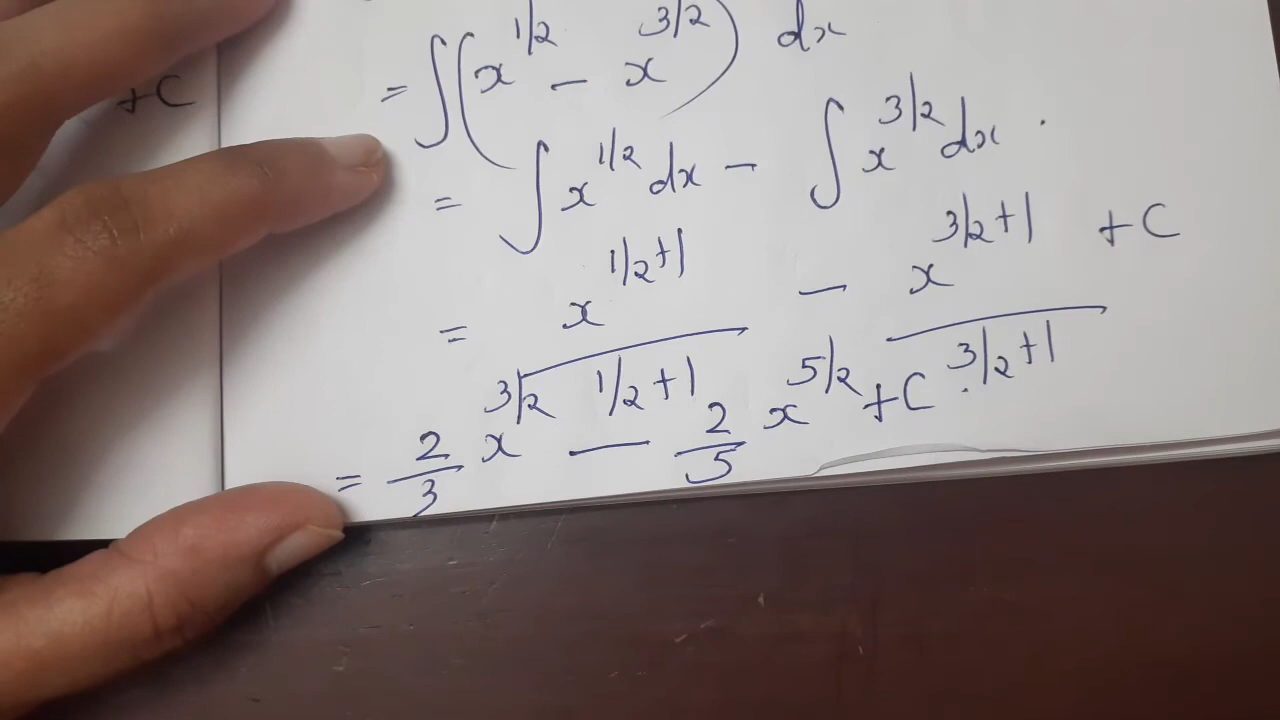 +C
= ∫(x^1/2 − x^3/2) dx
= ∫ x^1/2 dx − ∫ x^3/2 dx .
= x^1/2+1 / 1/2+1 − x^3/2+1 / 3/2+1 + C
= 2/3 x^3/2 − 2/5 x^5/2 + C .